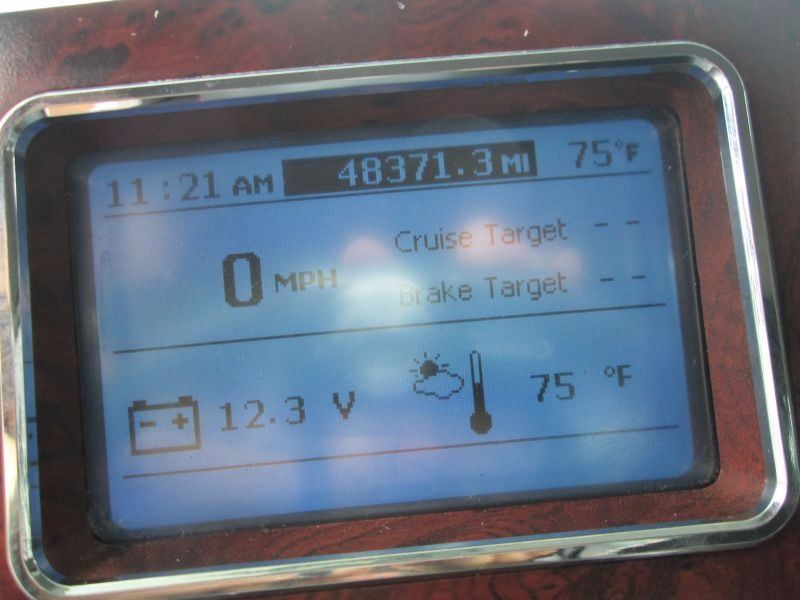 11:21 AM 48371.3 MI 75°F
Cruise Target --
0 MPH
Brake Target --
- + 12.3 V 75 °F